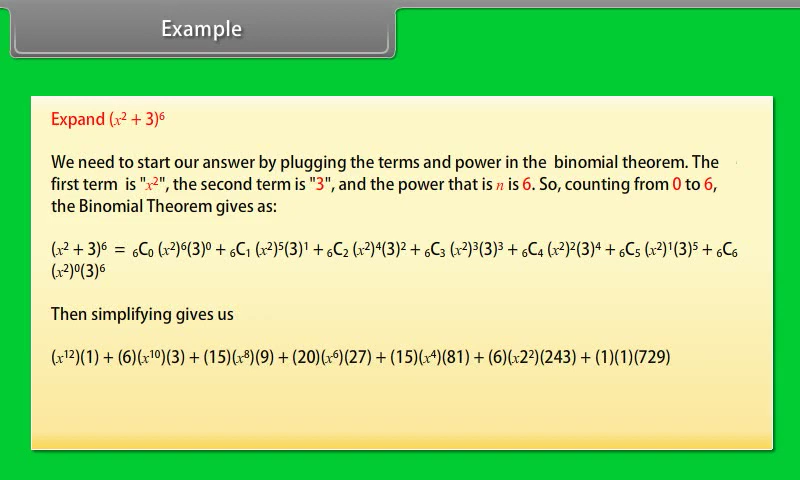 Example
Expand (x² + 3)⁶
We need to start our answer by plugging the terms and power in the binomial theorem. The
first term is "x²", the second term is "3", and the power that is n is 6. So, counting from 0 to 6,
the Binomial Theorem gives as:
(x² + 3)⁶ = ₆C₀ (x²)⁶(3)⁰ + ₆C₁ (x²)⁵(3)¹ + ₆C₂ (x²)⁴(3)² + ₆C₃ (x²)³(3)³ + ₆C₄ (x²)²(3)⁴ + ₆C₅ (x²)¹(3)⁵ + ₆C₆
(x²)⁰(3)⁶
Then simplifying gives us
(x¹²)(1) + (6)(x¹⁰)(3) + (15)(x⁸)(9) + (20)(x⁶)(27) + (15)(x⁴)(81) + (6)(x2²)(243) + (1)(1)(729)